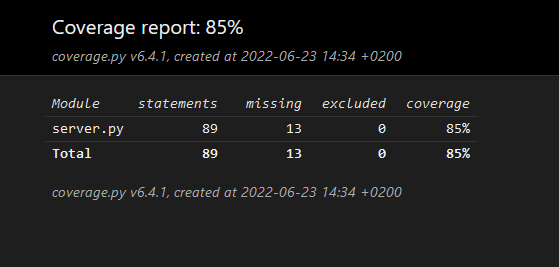 Coverage report: 85%
coverage.py v6.4.1, created at 2022-06-23 14:34 +0200
Module statements missing excluded coverage
server.py 89 13 0 85%
Total 89 13 0 85%
coverage.py v6.4.1, created at 2022-06-23 14:34 +0200